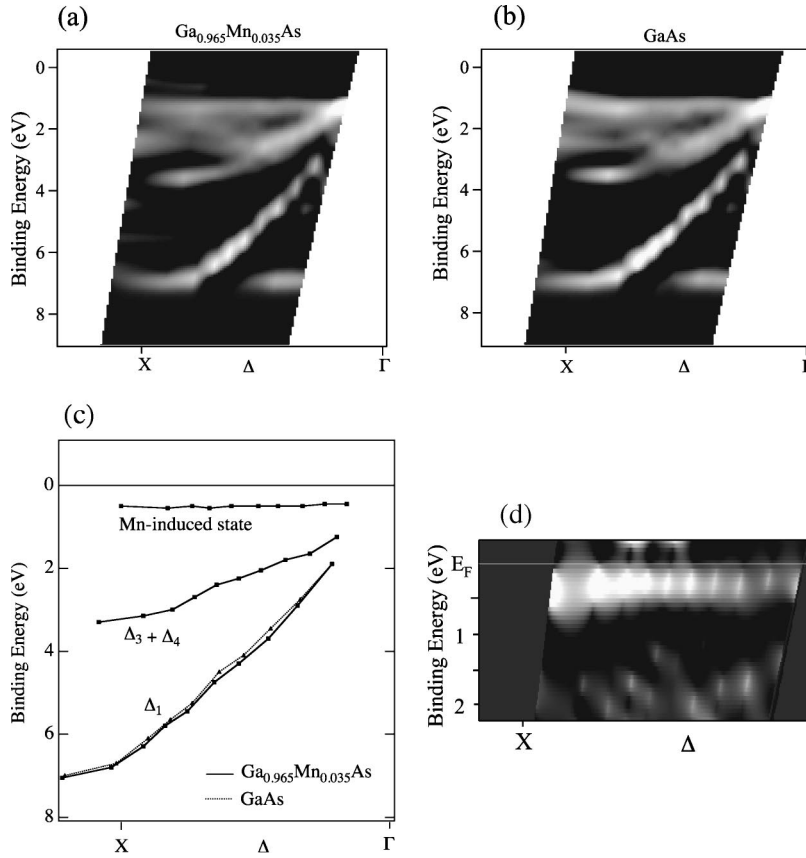 (a)
Ga0.965Mn0.035As
0
2
4
6
8
Binding Energy (eV)
X
Δ
Γ
(b)
GaAs
0
2
4
6
8
Binding Energy (eV)
X
Δ
(c)
0
2
4
6
8
Binding Energy (eV)
Mn-induced state
Δ3 + Δ4
Δ1
Ga0.965Mn0.035As
GaAs
X
Δ
Γ
(d)
EF
1
2
Binding Energy (eV)
X
Δ